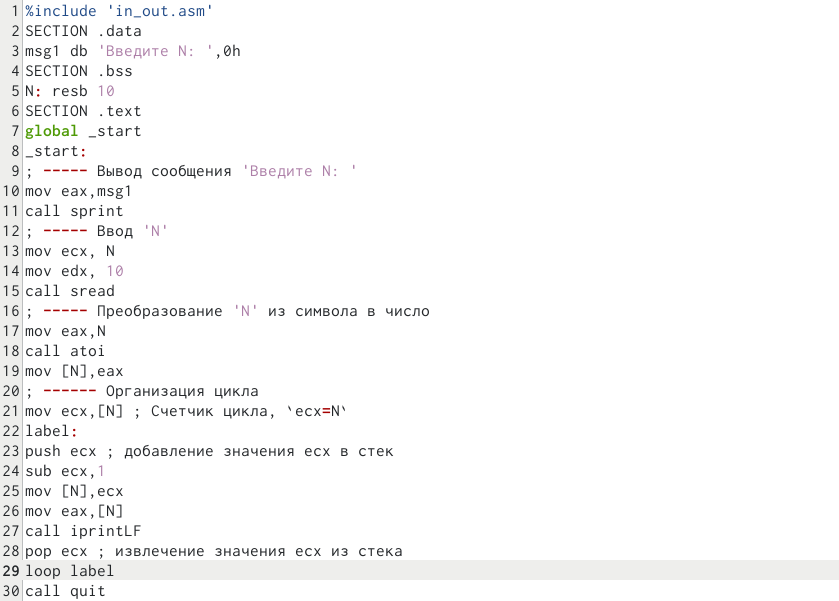 1 %include 'in_out.asm'
2 SECTION .data
3 msg1 db 'Введите N: ',0h
4 SECTION .bss
5 N: resb 10
6 SECTION .text
7 global _start
8 _start:
9 ; ----- Вывод сообщения 'Введите N: '
10 mov eax,msg1
11 call sprint
12 ; ----- Ввод 'N'
13 mov ecx, N
14 mov edx, 10
15 call sread
16 ; ----- Преобразование 'N' из символа в число
17 mov eax,N
18 call atoi
19 mov [N],eax
20 ; ------ Организация цикла
21 mov ecx,[N] ; Счетчик цикла, `ecx=N`
22 label:
23 push ecx ; добавление значения ecx в стек
24 sub ecx,1
25 mov [N],ecx
26 mov eax,[N]
27 call iprintLF
28 pop ecx ; извлечение значения ecx из стека
29 loop label
30 call quit